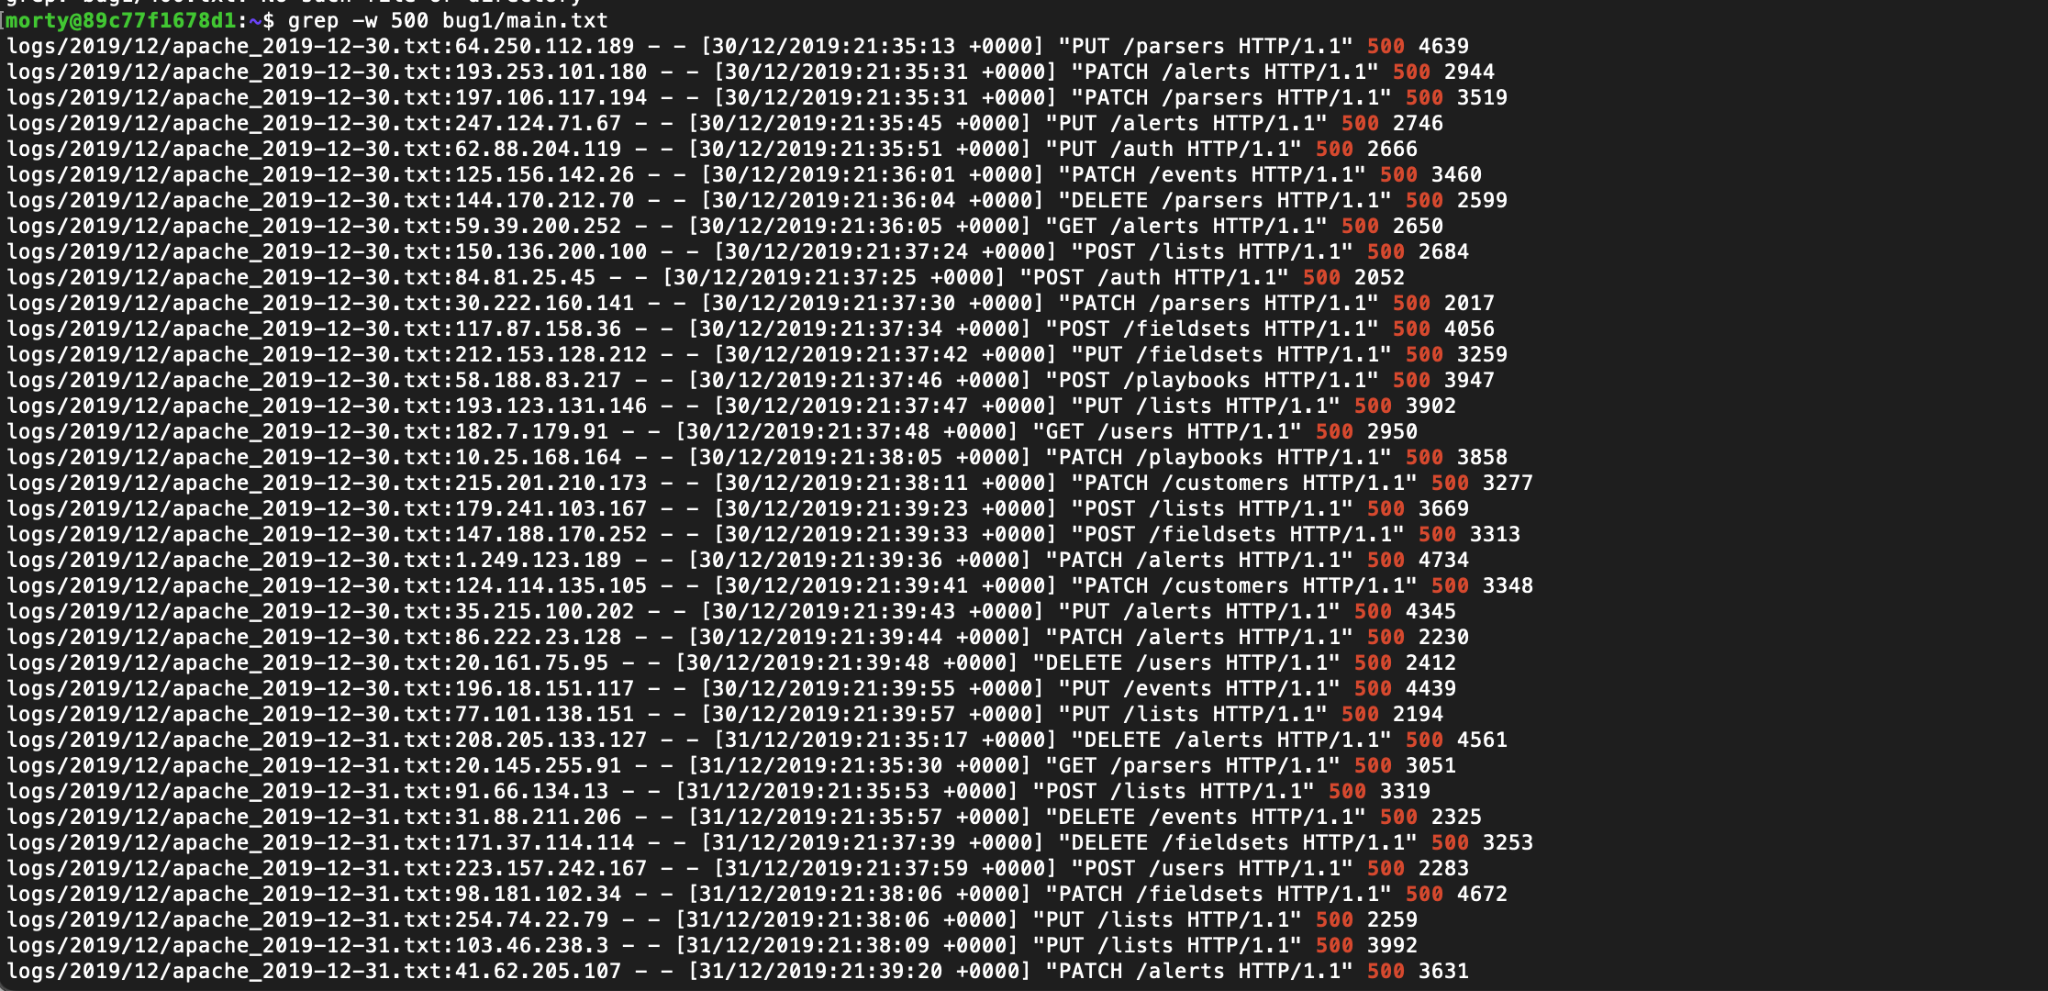 grep: bug1/400.txt: No such file or directory
[morty@89c77f1678d1:~$ grep -w 500 bug1/main.txt
logs/2019/12/apache_2019-12-30.txt:64.250.112.189 - - [30/12/2019:21:35:13 +0000] "PUT /parsers HTTP/1.1" 500 4639
logs/2019/12/apache_2019-12-30.txt:193.253.101.180 - - [30/12/2019:21:35:31 +0000] "PATCH /alerts HTTP/1.1" 500 2944
logs/2019/12/apache_2019-12-30.txt:197.106.117.194 - - [30/12/2019:21:35:31 +0000] "PATCH /parsers HTTP/1.1" 500 3519
logs/2019/12/apache_2019-12-30.txt:247.124.71.67 - - [30/12/2019:21:35:45 +0000] "PUT /alerts HTTP/1.1" 500 2746
logs/2019/12/apache_2019-12-30.txt:62.88.204.119 - - [30/12/2019:21:35:51 +0000] "PUT /auth HTTP/1.1" 500 2666
logs/2019/12/apache_2019-12-30.txt:125.156.142.26 - - [30/12/2019:21:36:01 +0000] "PATCH /events HTTP/1.1" 500 3460
logs/2019/12/apache_2019-12-30.txt:144.170.212.70 - - [30/12/2019:21:36:04 +0000] "DELETE /parsers HTTP/1.1" 500 2599
logs/2019/12/apache_2019-12-30.txt:59.39.200.252 - - [30/12/2019:21:36:05 +0000] "GET /alerts HTTP/1.1" 500 2650
logs/2019/12/apache_2019-12-30.txt:150.136.200.100 - - [30/12/2019:21:37:24 +0000] "POST /lists HTTP/1.1" 500 2684
logs/2019/12/apache_2019-12-30.txt:84.81.25.45 - - [30/12/2019:21:37:25 +0000] "POST /auth HTTP/1.1" 500 2052
logs/2019/12/apache_2019-12-30.txt:30.222.160.141 - - [30/12/2019:21:37:30 +0000] "PATCH /parsers HTTP/1.1" 500 2017
logs/2019/12/apache_2019-12-30.txt:117.87.158.36 - - [30/12/2019:21:37:34 +0000] "POST /fieldsets HTTP/1.1" 500 4056
logs/2019/12/apache_2019-12-30.txt:212.153.128.212 - - [30/12/2019:21:37:42 +0000] "PUT /fieldsets HTTP/1.1" 500 3259
logs/2019/12/apache_2019-12-30.txt:58.188.83.217 - - [30/12/2019:21:37:46 +0000] "POST /playbooks HTTP/1.1" 500 3947
logs/2019/12/apache_2019-12-30.txt:193.123.131.146 - - [30/12/2019:21:37:47 +0000] "PUT /lists HTTP/1.1" 500 3902
logs/2019/12/apache_2019-12-30.txt:182.7.179.91 - - [30/12/2019:21:37:48 +0000] "GET /users HTTP/1.1" 500 2950
logs/2019/12/apache_2019-12-30.txt:10.25.168.164 - - [30/12/2019:21:38:05 +0000] "PATCH /playbooks HTTP/1.1" 500 3858
logs/2019/12/apache_2019-12-30.txt:215.201.210.173 - - [30/12/2019:21:38:11 +0000] "PATCH /customers HTTP/1.1" 500 3277
logs/2019/12/apache_2019-12-30.txt:179.241.103.167 - - [30/12/2019:21:39:23 +0000] "POST /lists HTTP/1.1" 500 3669
logs/2019/12/apache_2019-12-30.txt:147.188.170.252 - - [30/12/2019:21:39:33 +0000] "POST /fieldsets HTTP/1.1" 500 3313
logs/2019/12/apache_2019-12-30.txt:1.249.123.189 - - [30/12/2019:21:39:36 +0000] "PATCH /alerts HTTP/1.1" 500 4734
logs/2019/12/apache_2019-12-30.txt:124.114.135.105 - - [30/12/2019:21:39:41 +0000] "PATCH /customers HTTP/1.1" 500 3348
logs/2019/12/apache_2019-12-30.txt:35.215.100.202 - - [30/12/2019:21:39:43 +0000] "PUT /alerts HTTP/1.1" 500 4345
logs/2019/12/apache_2019-12-30.txt:86.222.23.128 - - [30/12/2019:21:39:44 +0000] "PATCH /alerts HTTP/1.1" 500 2230
logs/2019/12/apache_2019-12-30.txt:20.161.75.95 - - [30/12/2019:21:39:48 +0000] "DELETE /users HTTP/1.1" 500 2412
logs/2019/12/apache_2019-12-30.txt:196.18.151.117 - - [30/12/2019:21:39:55 +0000] "PUT /events HTTP/1.1" 500 4439
logs/2019/12/apache_2019-12-30.txt:77.101.138.151 - - [30/12/2019:21:39:57 +0000] "PUT /lists HTTP/1.1" 500 2194
logs/2019/12/apache_2019-12-31.txt:208.205.133.127 - - [31/12/2019:21:35:17 +0000] "DELETE /alerts HTTP/1.1" 500 4561
logs/2019/12/apache_2019-12-31.txt:20.145.255.91 - - [31/12/2019:21:35:30 +0000] "GET /parsers HTTP/1.1" 500 3051
logs/2019/12/apache_2019-12-31.txt:91.66.134.13 - - [31/12/2019:21:35:53 +0000] "POST /lists HTTP/1.1" 500 3319
logs/2019/12/apache_2019-12-31.txt:31.88.211.206 - - [31/12/2019:21:35:57 +0000] "DELETE /events HTTP/1.1" 500 2325
logs/2019/12/apache_2019-12-31.txt:171.37.114.114 - - [31/12/2019:21:37:39 +0000] "DELETE /fieldsets HTTP/1.1" 500 3253
logs/2019/12/apache_2019-12-31.txt:223.157.242.167 - - [31/12/2019:21:37:59 +0000] "POST /users HTTP/1.1" 500 2283
logs/2019/12/apache_2019-12-31.txt:98.181.102.34 - - [31/12/2019:21:38:06 +0000] "PATCH /fieldsets HTTP/1.1" 500 4672
logs/2019/12/apache_2019-12-31.txt:254.74.22.79 - - [31/12/2019:21:38:06 +0000] "PUT /lists HTTP/1.1" 500 2259
logs/2019/12/apache_2019-12-31.txt:103.46.238.3 - - [31/12/2019:21:38:09 +0000] "PUT /lists HTTP/1.1" 500 3992
logs/2019/12/apache_2019-12-31.txt:41.62.205.107 - - [31/12/2019:21:39:20 +0000] "PATCH /alerts HTTP/1.1" 500 3631